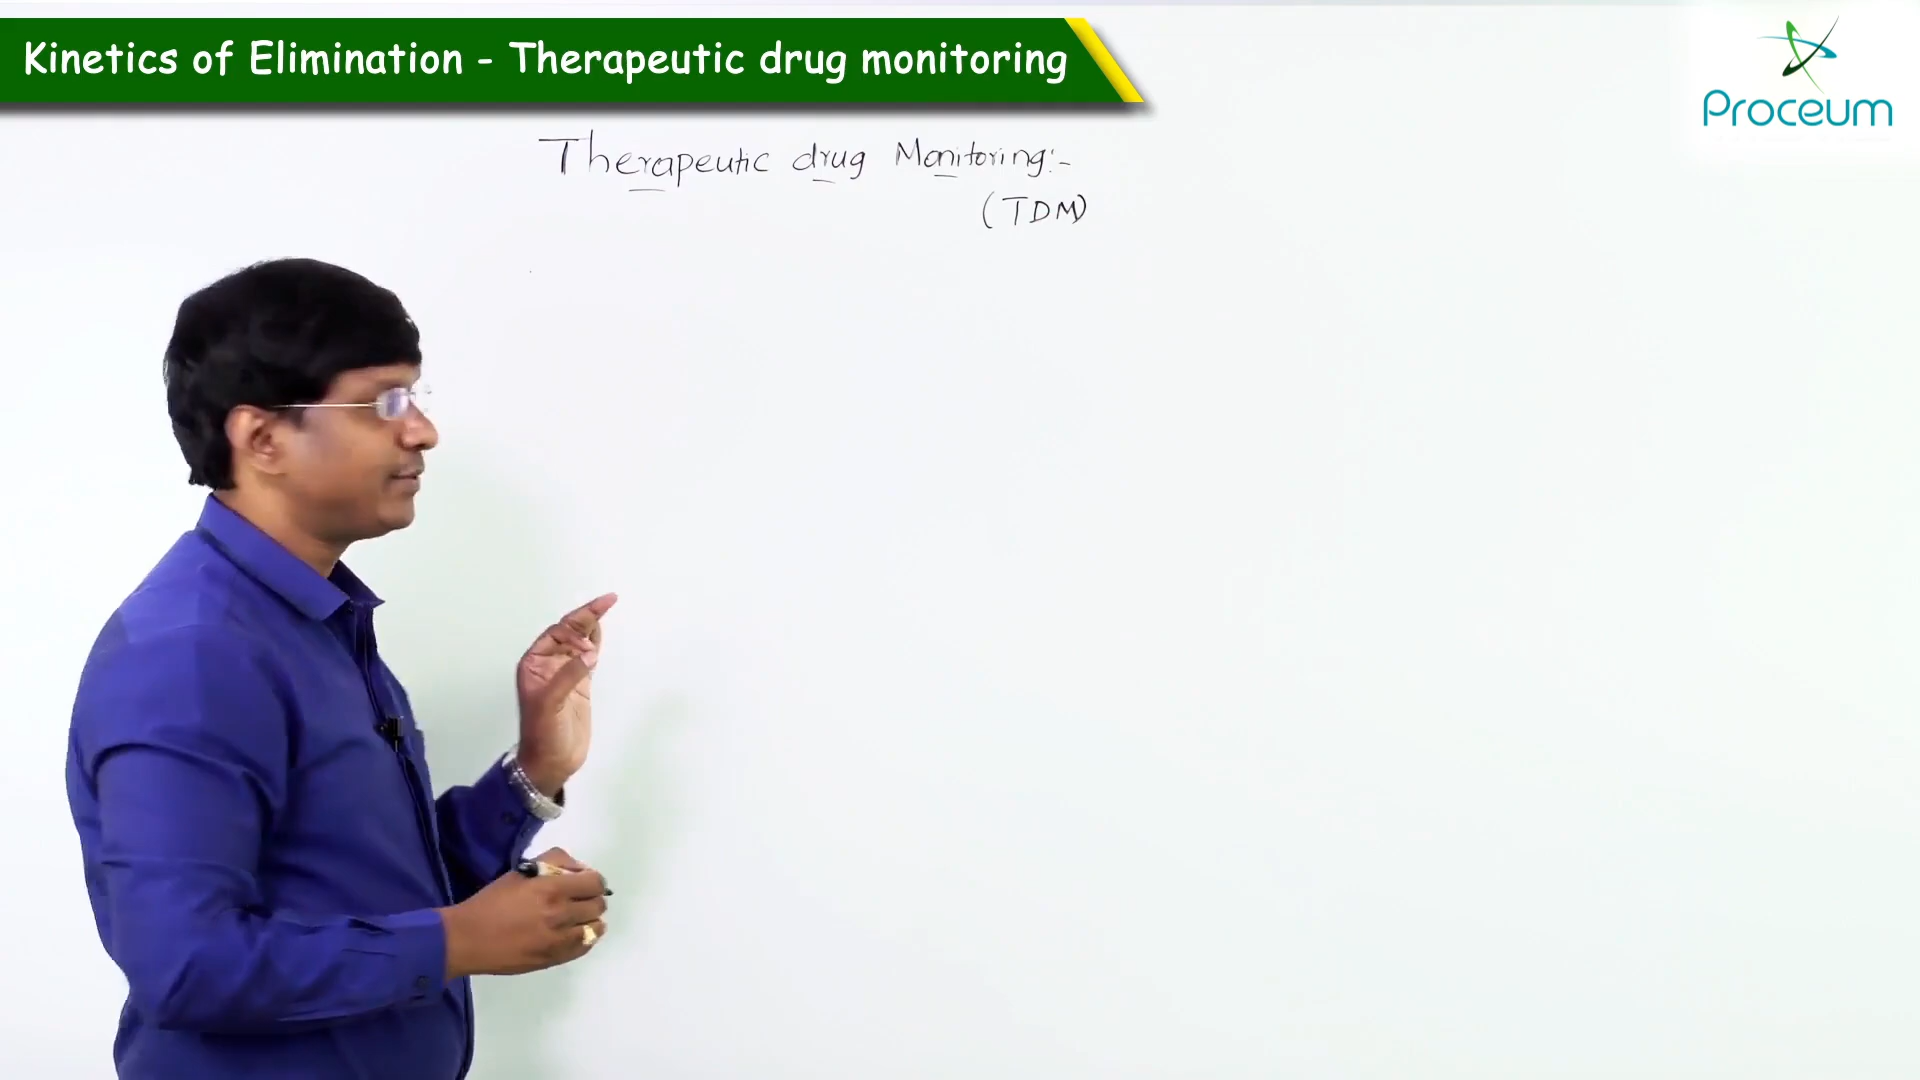 Kinetics of Elimination - Therapeutic drug monitoring
Proceum
Therapeutic drug Monitoring:-
(TDM)